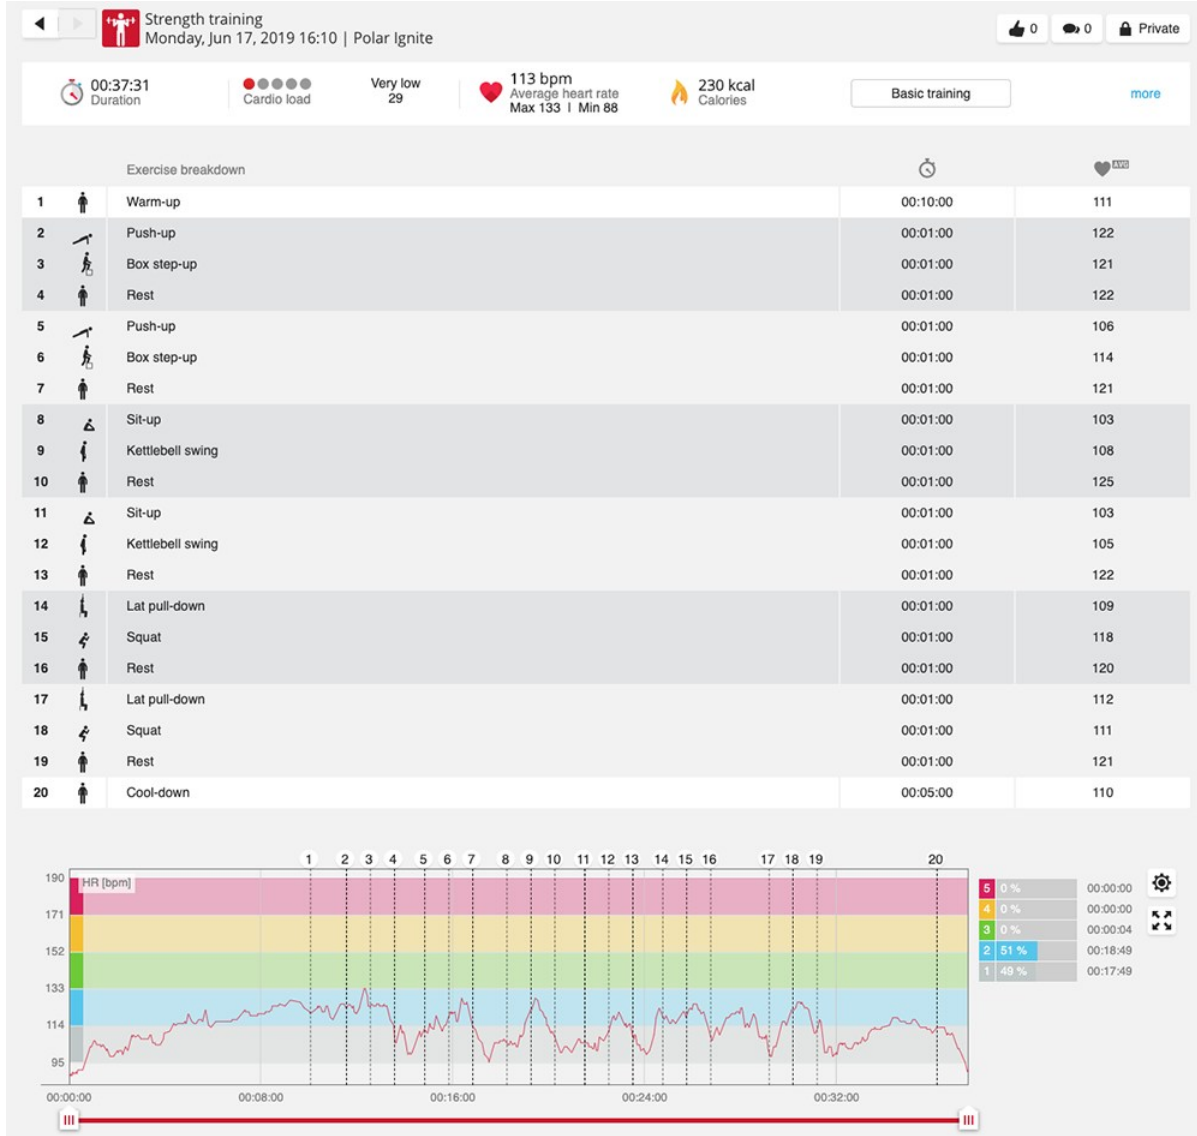 Strength training
Monday, Jun 17, 2019 16:10 | Polar Ignite
0
0
Private
00:37:31
Duration
Cardio load
Very low
29
113 bpm
Average heart rate
Max 133 | Min 88
230 kcal
Calories
Basic training
more
Exercise breakdown AVG
1 Warm-up 00:10:00 111
2 Push-up 00:01:00 122
3 Box step-up 00:01:00 121
4 Rest 00:01:00 122
5 Push-up 00:01:00 106
6 Box step-up 00:01:00 114
7 Rest 00:01:00 121
8 Sit-up 00:01:00 103
9 Kettlebell swing 00:01:00 108
10 Rest 00:01:00 125
11 Sit-up 00:01:00 103
12 Kettlebell swing 00:01:00 105
13 Rest 00:01:00 122
14 Lat pull-down 00:01:00 109
15 Squat 00:01:00 118
16 Rest 00:01:00 120
17 Lat pull-down 00:01:00 112
18 Squat 00:01:00 111
19 Rest 00:01:00 121
20 Cool-down 00:05:00 110
1 2 3 4 5 6 7 8 9 10 11 12 13 14 15 16 17 18 19 20
HR [bpm]
190
171
152
133
114
95
00:00:00 00:08:00 00:16:00 00:24:00 00:32:00
5 0 % 00:00:00
4 0 % 00:00:00
3 0 % 00:00:04
2 51 % 00:18:49
1 49 % 00:17:49